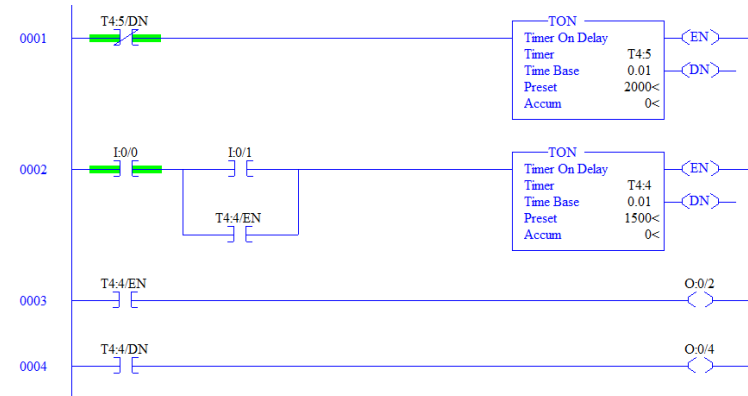 T4:5/DN TON
0001 EN
Timer On Delay
Timer T4:5
Time Base 0.01 DN
Preset 2000<
Accum 0<
I:0/0 I:0/1 TON
0002 EN
Timer On Delay
Timer T4:4
Time Base 0.01 DN
T4:4/EN Preset 1500<
Accum 0<
T4:4/EN O:0/2
0003
T4:4/DN O:0/4
0004